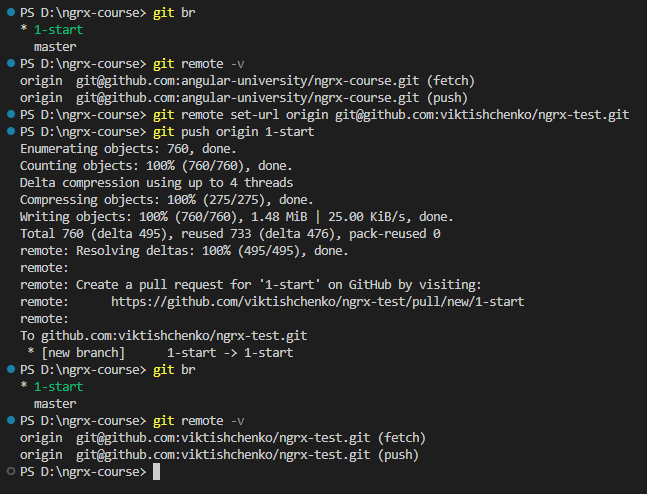 PS D:\ngrx-course> git br
* 1-start
  master
PS D:\ngrx-course> git remote -v
origin  git@github.com:angular-university/ngrx-course.git (fetch)
origin  git@github.com:angular-university/ngrx-course.git (push)
PS D:\ngrx-course> git remote set-url origin git@github.com:viktishchenko/ngrx-test.git
PS D:\ngrx-course> git push origin 1-start
Enumerating objects: 760, done.
Counting objects: 100% (760/760), done.
Delta compression using up to 4 threads
Compressing objects: 100% (275/275), done.
Writing objects: 100% (760/760), 1.48 MiB | 25.00 KiB/s, done.
Total 760 (delta 495), reused 733 (delta 476), pack-reused 0
remote: Resolving deltas: 100% (495/495), done.
remote:
remote: Create a pull request for '1-start' on GitHub by visiting:
remote:      https://github.com/viktishchenko/ngrx-test/pull/new/1-start
remote:
To github.com:viktishchenko/ngrx-test.git
 * [new branch]      1-start -> 1-start
PS D:\ngrx-course> git br
* 1-start
  master
PS D:\ngrx-course> git remote -v
origin  git@github.com:viktishchenko/ngrx-test.git (fetch)
origin  git@github.com:viktishchenko/ngrx-test.git (push)
PS D:\ngrx-course>